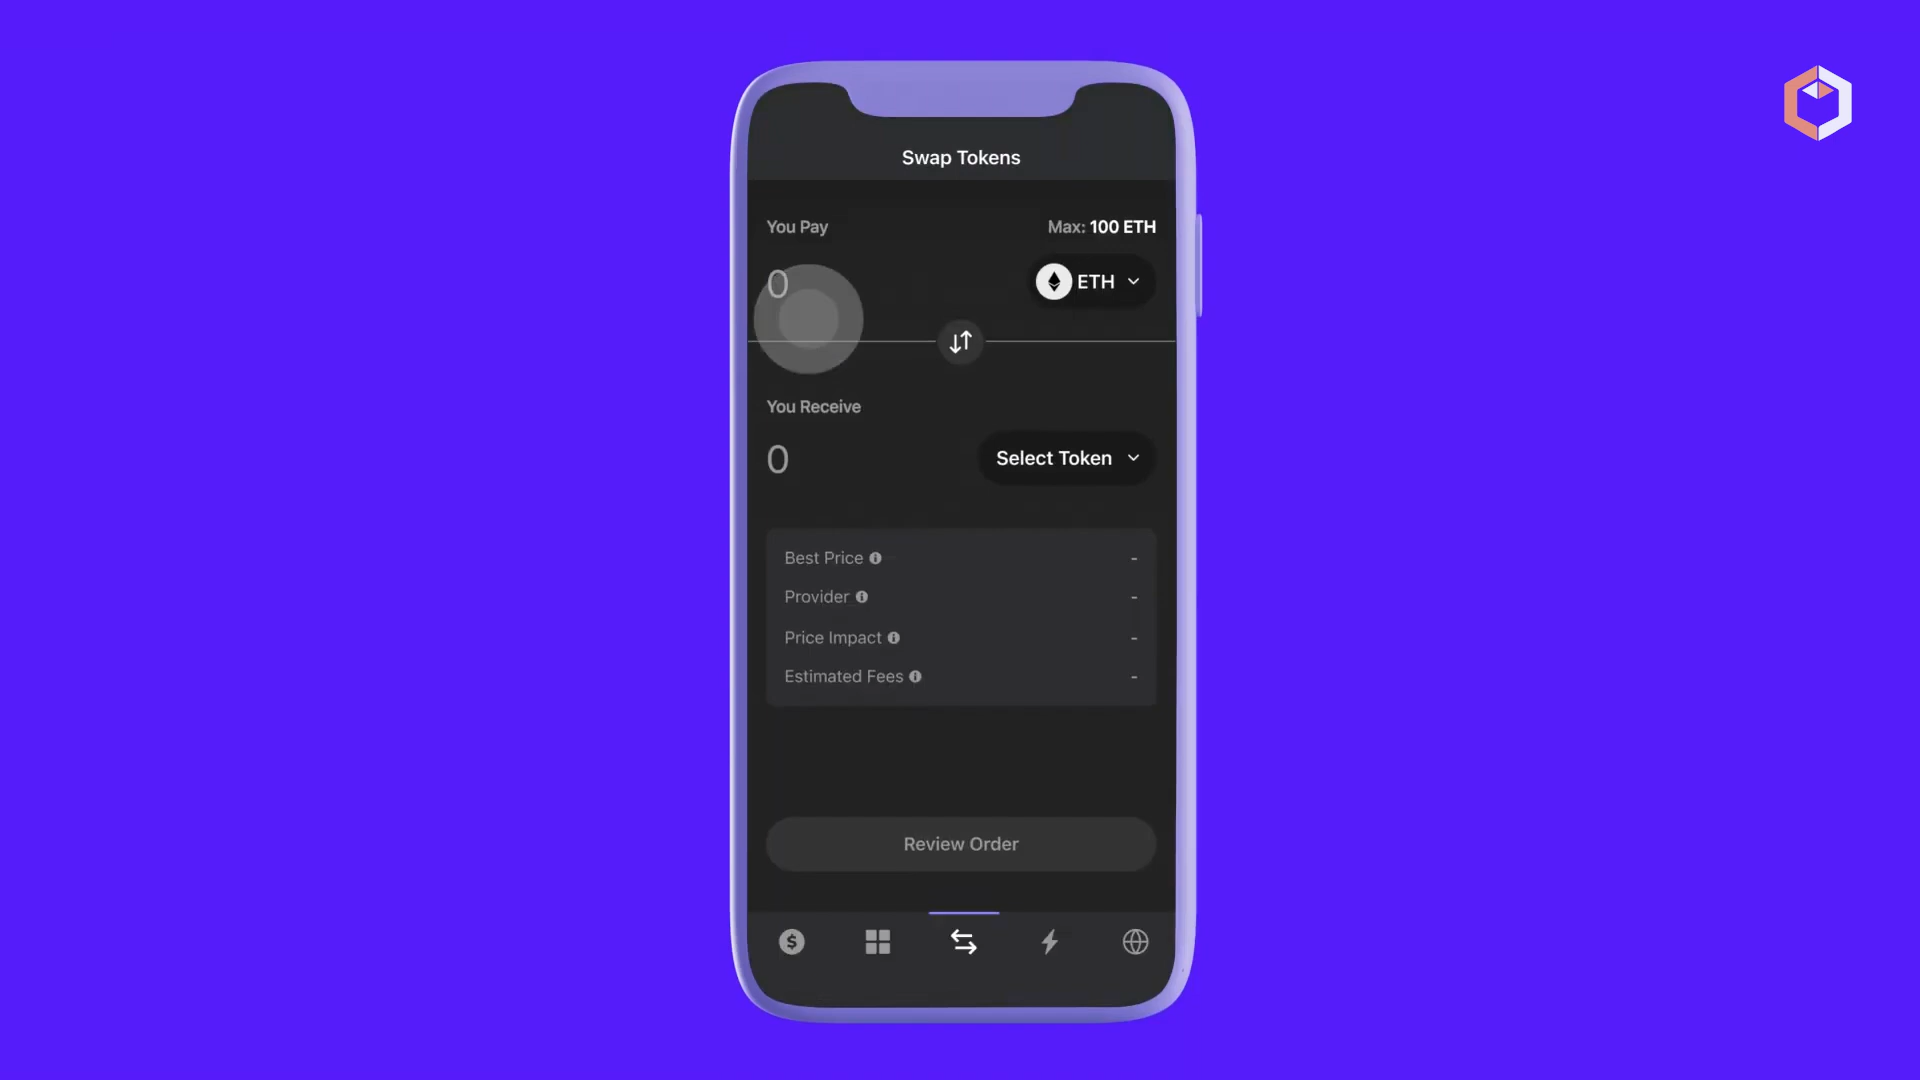 Swap Tokens
You Pay
Max: 100 ETH
0
ETH
You Receive
0
Select Token
Best Price -
Provider -
Price Impact -
Estimated Fees -
Review Order